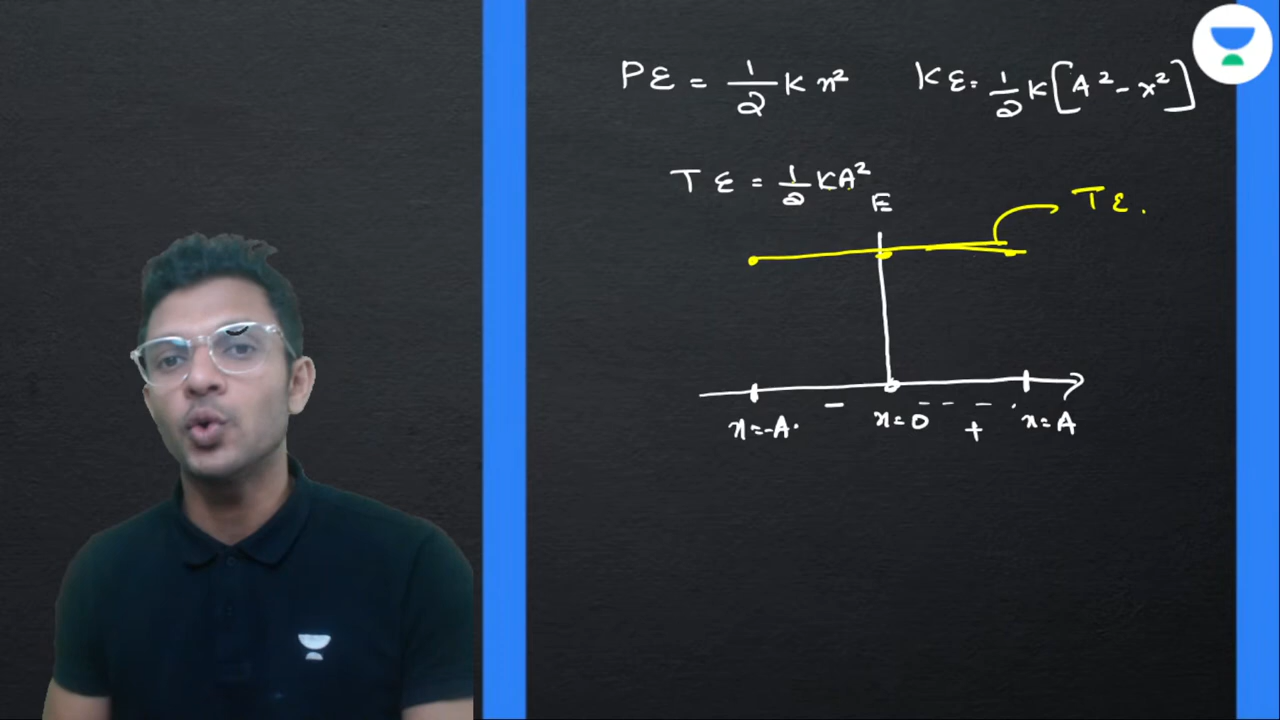 PE = 1/2 K x² KE = 1/2 K[A² - x²]
TE = 1/2 KA²
E
TE.
x=-A. - x=0 - - - + x=A